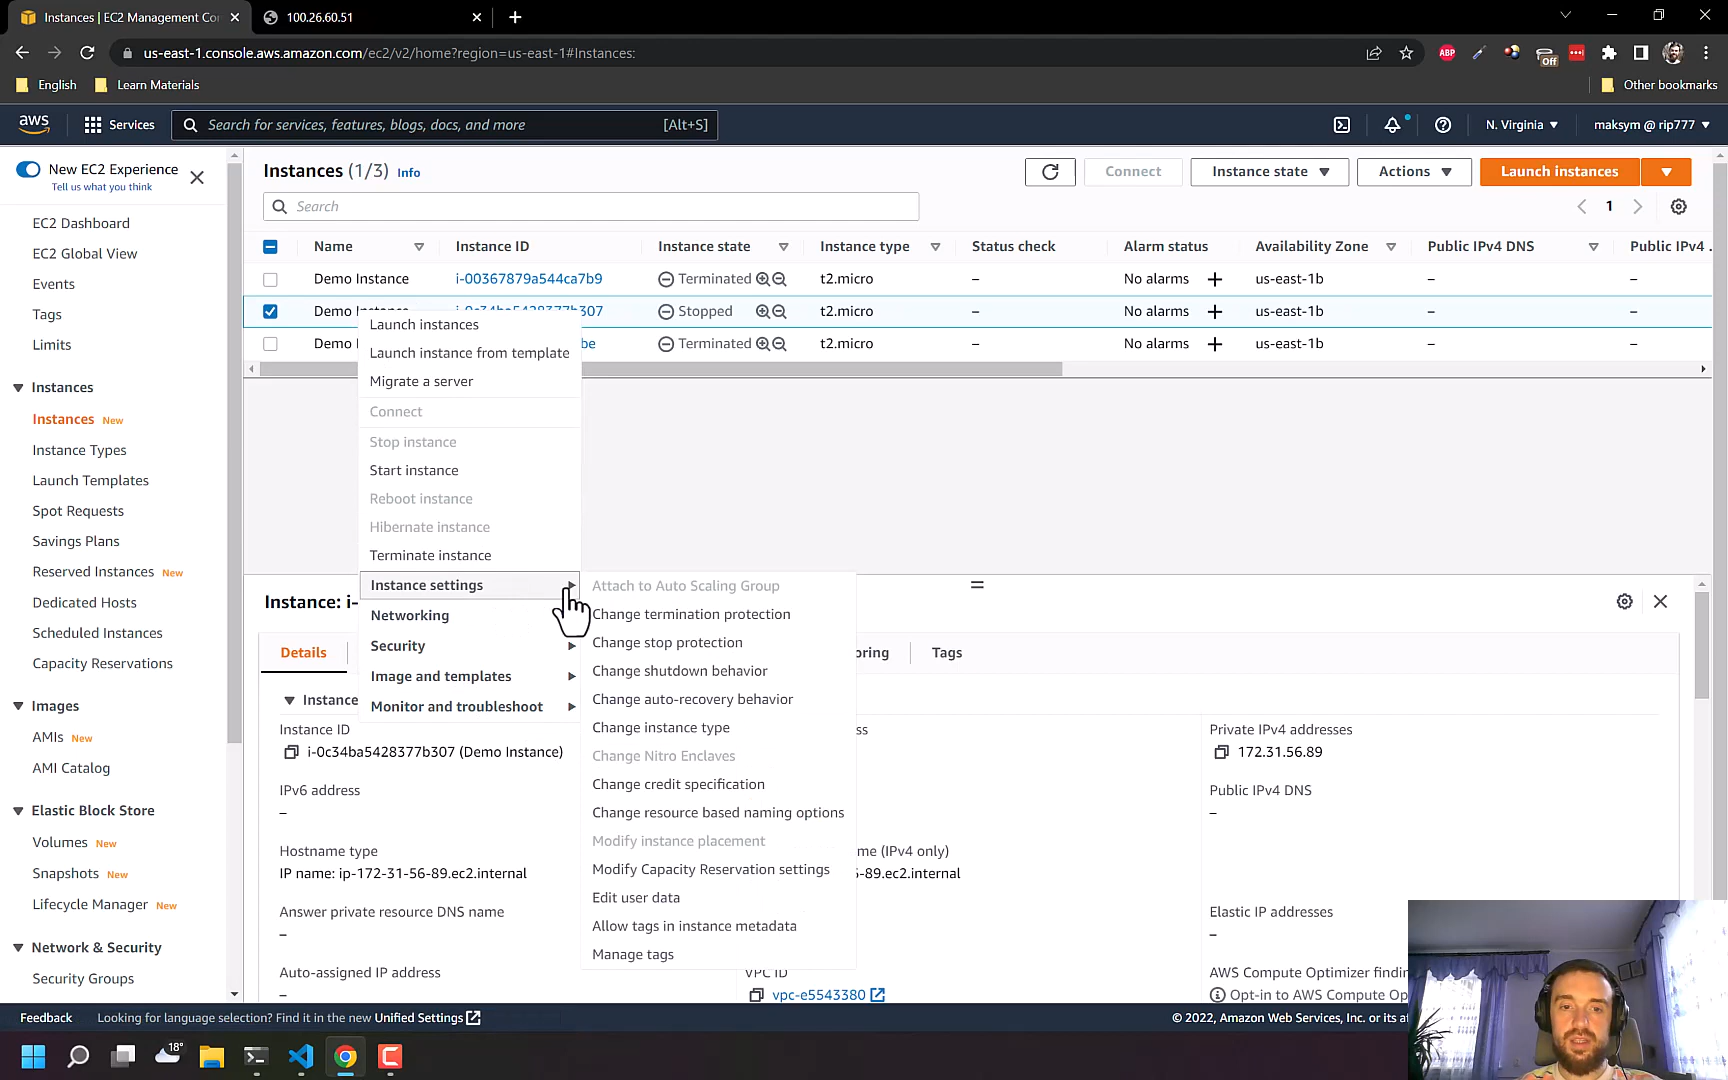 Instances | EC2 Management Co
100.26.60.51
us-east-1.console.aws.amazon.com/ec2/v2/home?region=us-east-1#Instances:
ABP
Off
English
Learn Materials
Other bookmarks
aws
Services
Search for services, features, blogs, docs, and more
[Alt+S]
N. Virginia
maksym @ rip777
New EC2 Experience
Tell us what you think
EC2 Dashboard
EC2 Global View
Events
Tags
Limits
Instances
Instances New
Instance Types
Launch Templates
Spot Requests
Savings Plans
Reserved Instances New
Dedicated Hosts
Scheduled Instances
Capacity Reservations
Images
AMIs New
AMI Catalog
Elastic Block Store
Volumes New
Snapshots New
Lifecycle Manager New
Network & Security
Security Groups
Instances (1/3) Info
Connect
Instance state
Actions
Launch instances
Search
1
Name Instance ID Instance state Instance type Status check Alarm status Availability Zone Public IPv4 DNS Public IPv4 .
Demo Instance i-00367879a544ca7b9 Terminated t2.micro – No alarms + us-east-1b – –
Demo Instance i-0c34ba5428377b307 Stopped t2.micro – No alarms + us-east-1b – –
Demo I be Terminated t2.micro – No alarms + us-east-1b – –
Launch instances
Launch instance from template
Migrate a server
Connect
Stop instance
Start instance
Reboot instance
Hibernate instance
Terminate instance
Instance settings
Networking
Security
Image and templates
Monitor and troubleshoot
Attach to Auto Scaling Group
Change termination protection
Change stop protection
Change shutdown behavior
Change auto-recovery behavior
Change instance type
Change Nitro Enclaves
Change credit specification
Change resource based naming options
Modify instance placement
Modify Capacity Reservation settings
Edit user data
Allow tags in instance metadata
Manage tags
Instance: i-
Details
oring
Tags
Instance
Instance ID
i-0c34ba5428377b307 (Demo Instance)
IPv6 address
–
Hostname type
IP name: ip-172-31-56-89.ec2.internal
Answer private resource DNS name
–
Auto-assigned IP address
–
ss
me (IPv4 only)
6-89.ec2.internal
VPC ID
vpc-e5543380
Private IPv4 addresses
172.31.56.89
Public IPv4 DNS
–
Elastic IP addresses
–
AWS Compute Optimizer findin
Opt-in to AWS Compute Op
Feedback
Looking for language selection? Find it in the new Unified Settings
© 2022, Amazon Web Services, Inc. or its af
18°